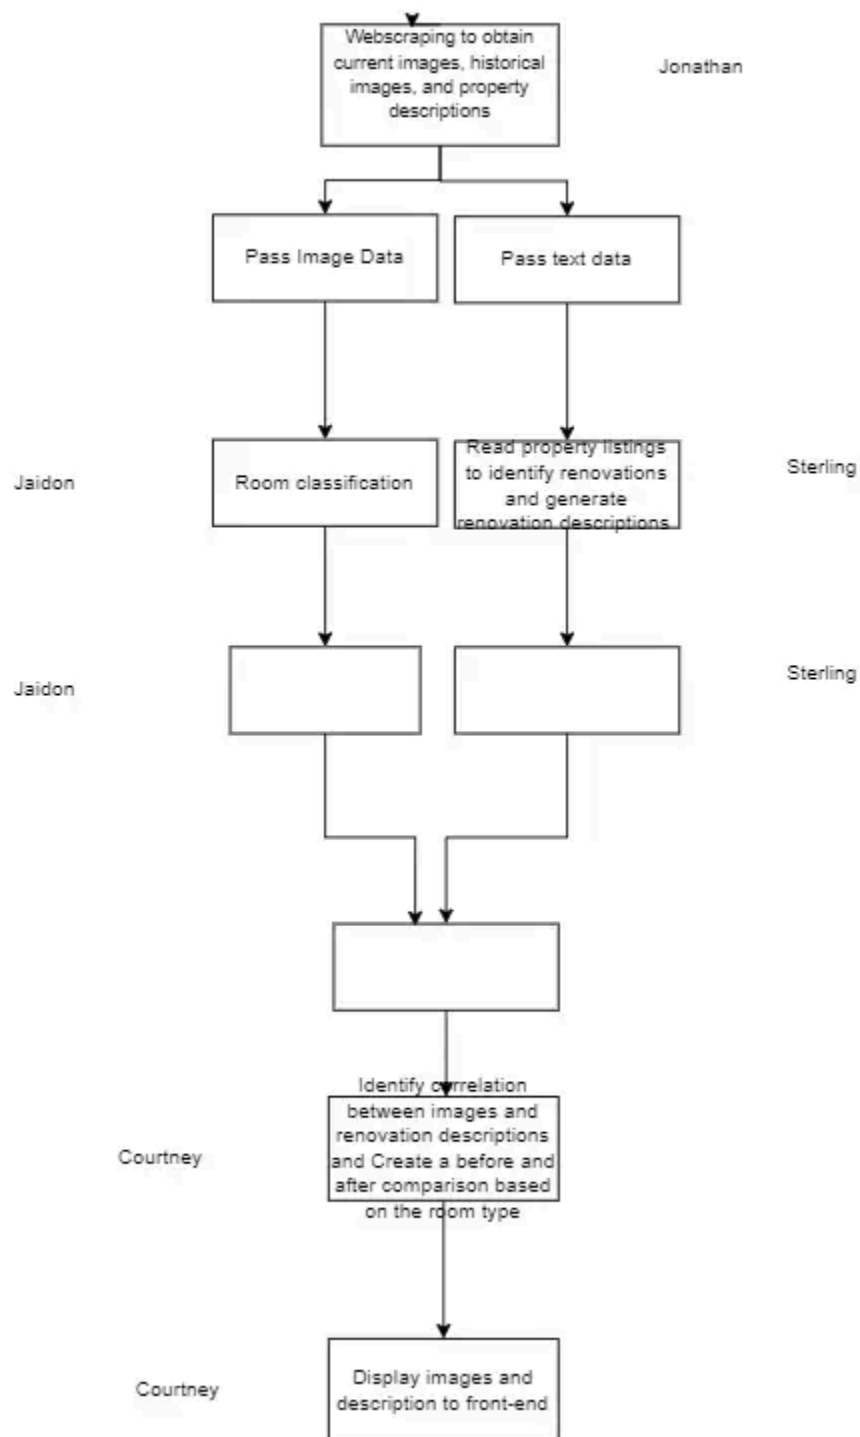 Webscraping to obtain
current images, historical
images, and property
descriptions
Jonathan
Pass Image Data
Pass text data
Jaidon
Room classification
Read property listings
to identify renovations
and generate
renovation descriptions
Sterling
Jaidon
Sterling
Courtney
Identify correlation
between images and
renovation descriptions
and Create a before and
after comparison based
on the room type
Courtney
Display images and
description to front-end